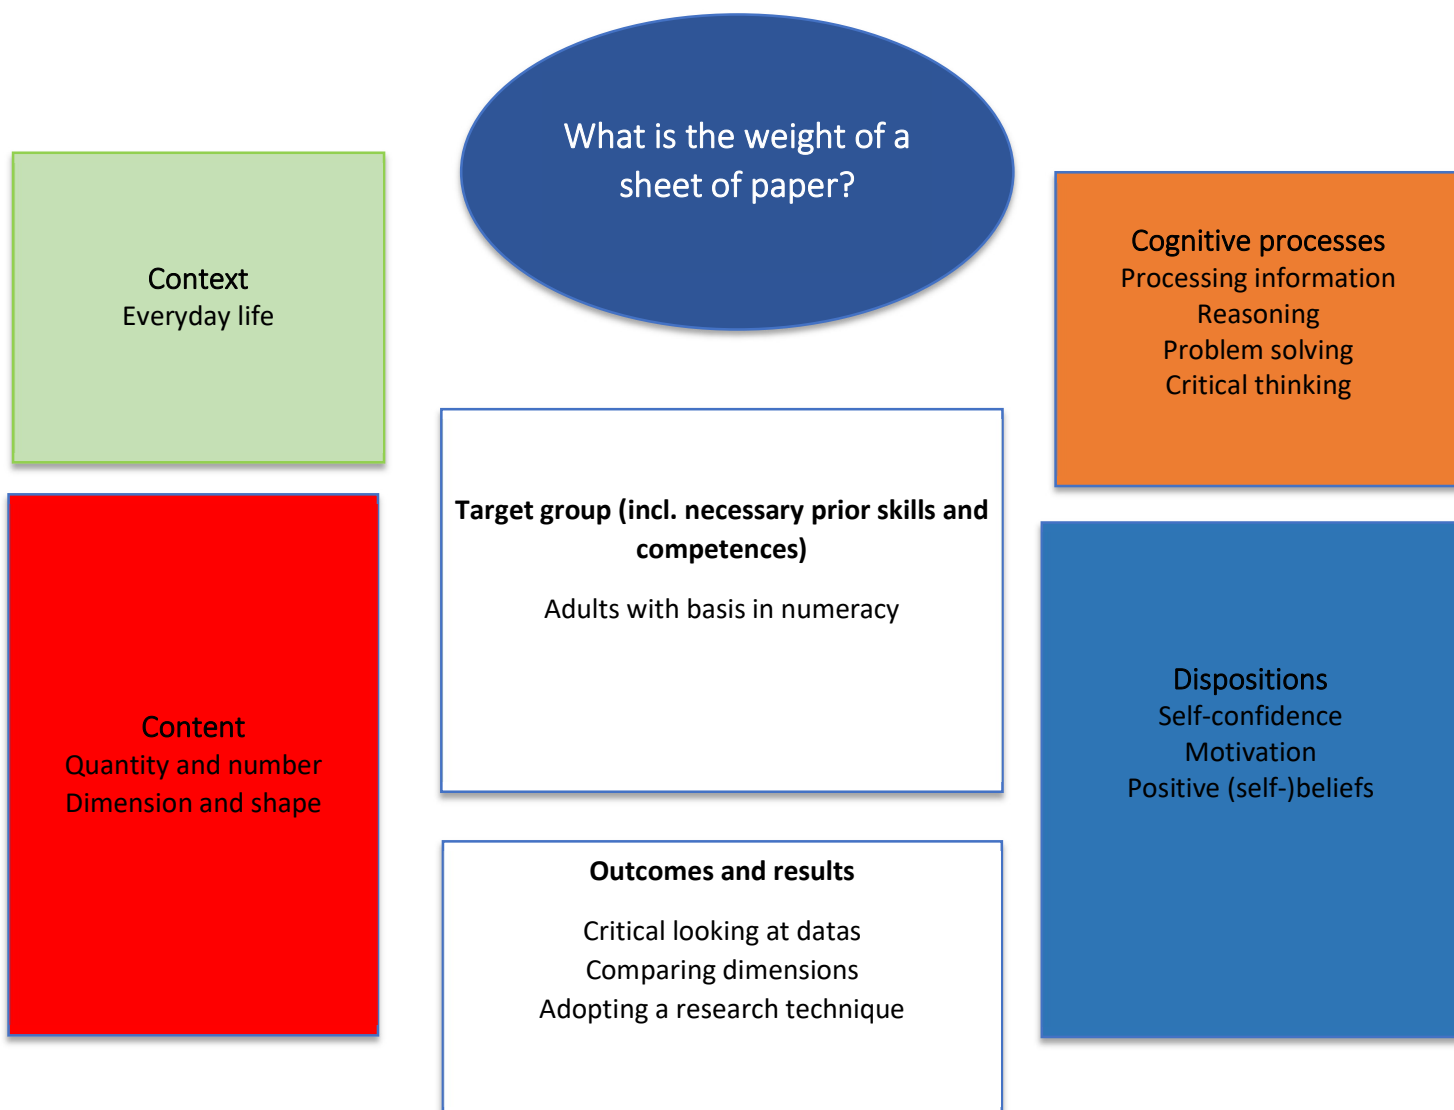 What is the weight of a
sheet of paper?
Context
Everyday life
Cognitive processes
Processing information
Reasoning
Problem solving
Critical thinking
Target group (incl. necessary prior skills and
competences)
Adults with basis in numeracy
Content
Quantity and number
Dimension and shape
Dispositions
Self-confidence
Motivation
Positive (self-)beliefs
Outcomes and results
Critical looking at datas
Comparing dimensions
Adopting a research technique